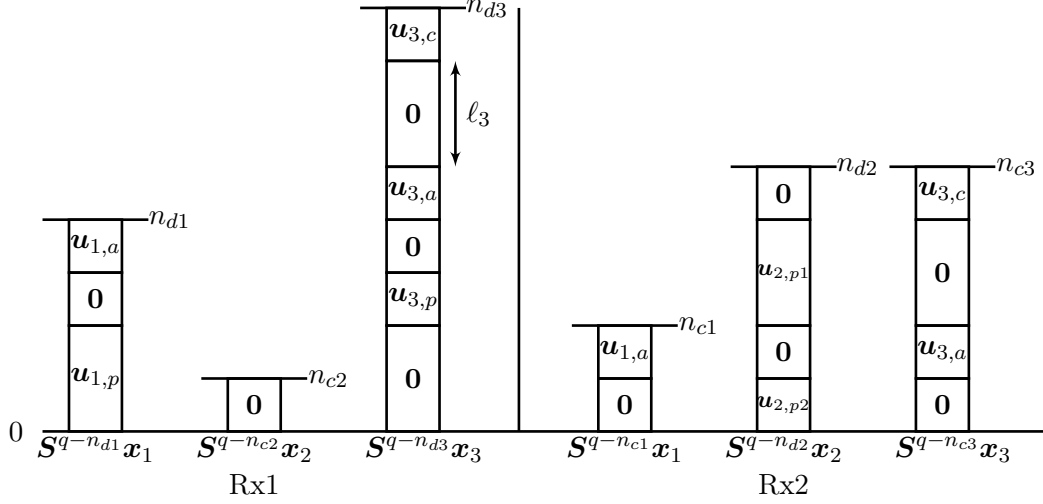 n_{d3}
u_{3,c}
0
ℓ_3
n_{d2}
n_{c3}
u_{3,a}
0
u_{3,c}
n_{d1}
u_{1,a}
0
u_{2,p1}
0
0
u_{3,p}
n_{c1}
u_{1,p}
0
u_{1,a}
0
u_{3,a}
n_{c2}
0
0
u_{2,p2}
0
0
S^{q−n_{d1}}x_1
S^{q−n_{c2}}x_2
S^{q−n_{d3}}x_3
S^{q−n_{c1}}x_1
S^{q−n_{d2}}x_2
S^{q−n_{c3}}x_3
Rx1
Rx2